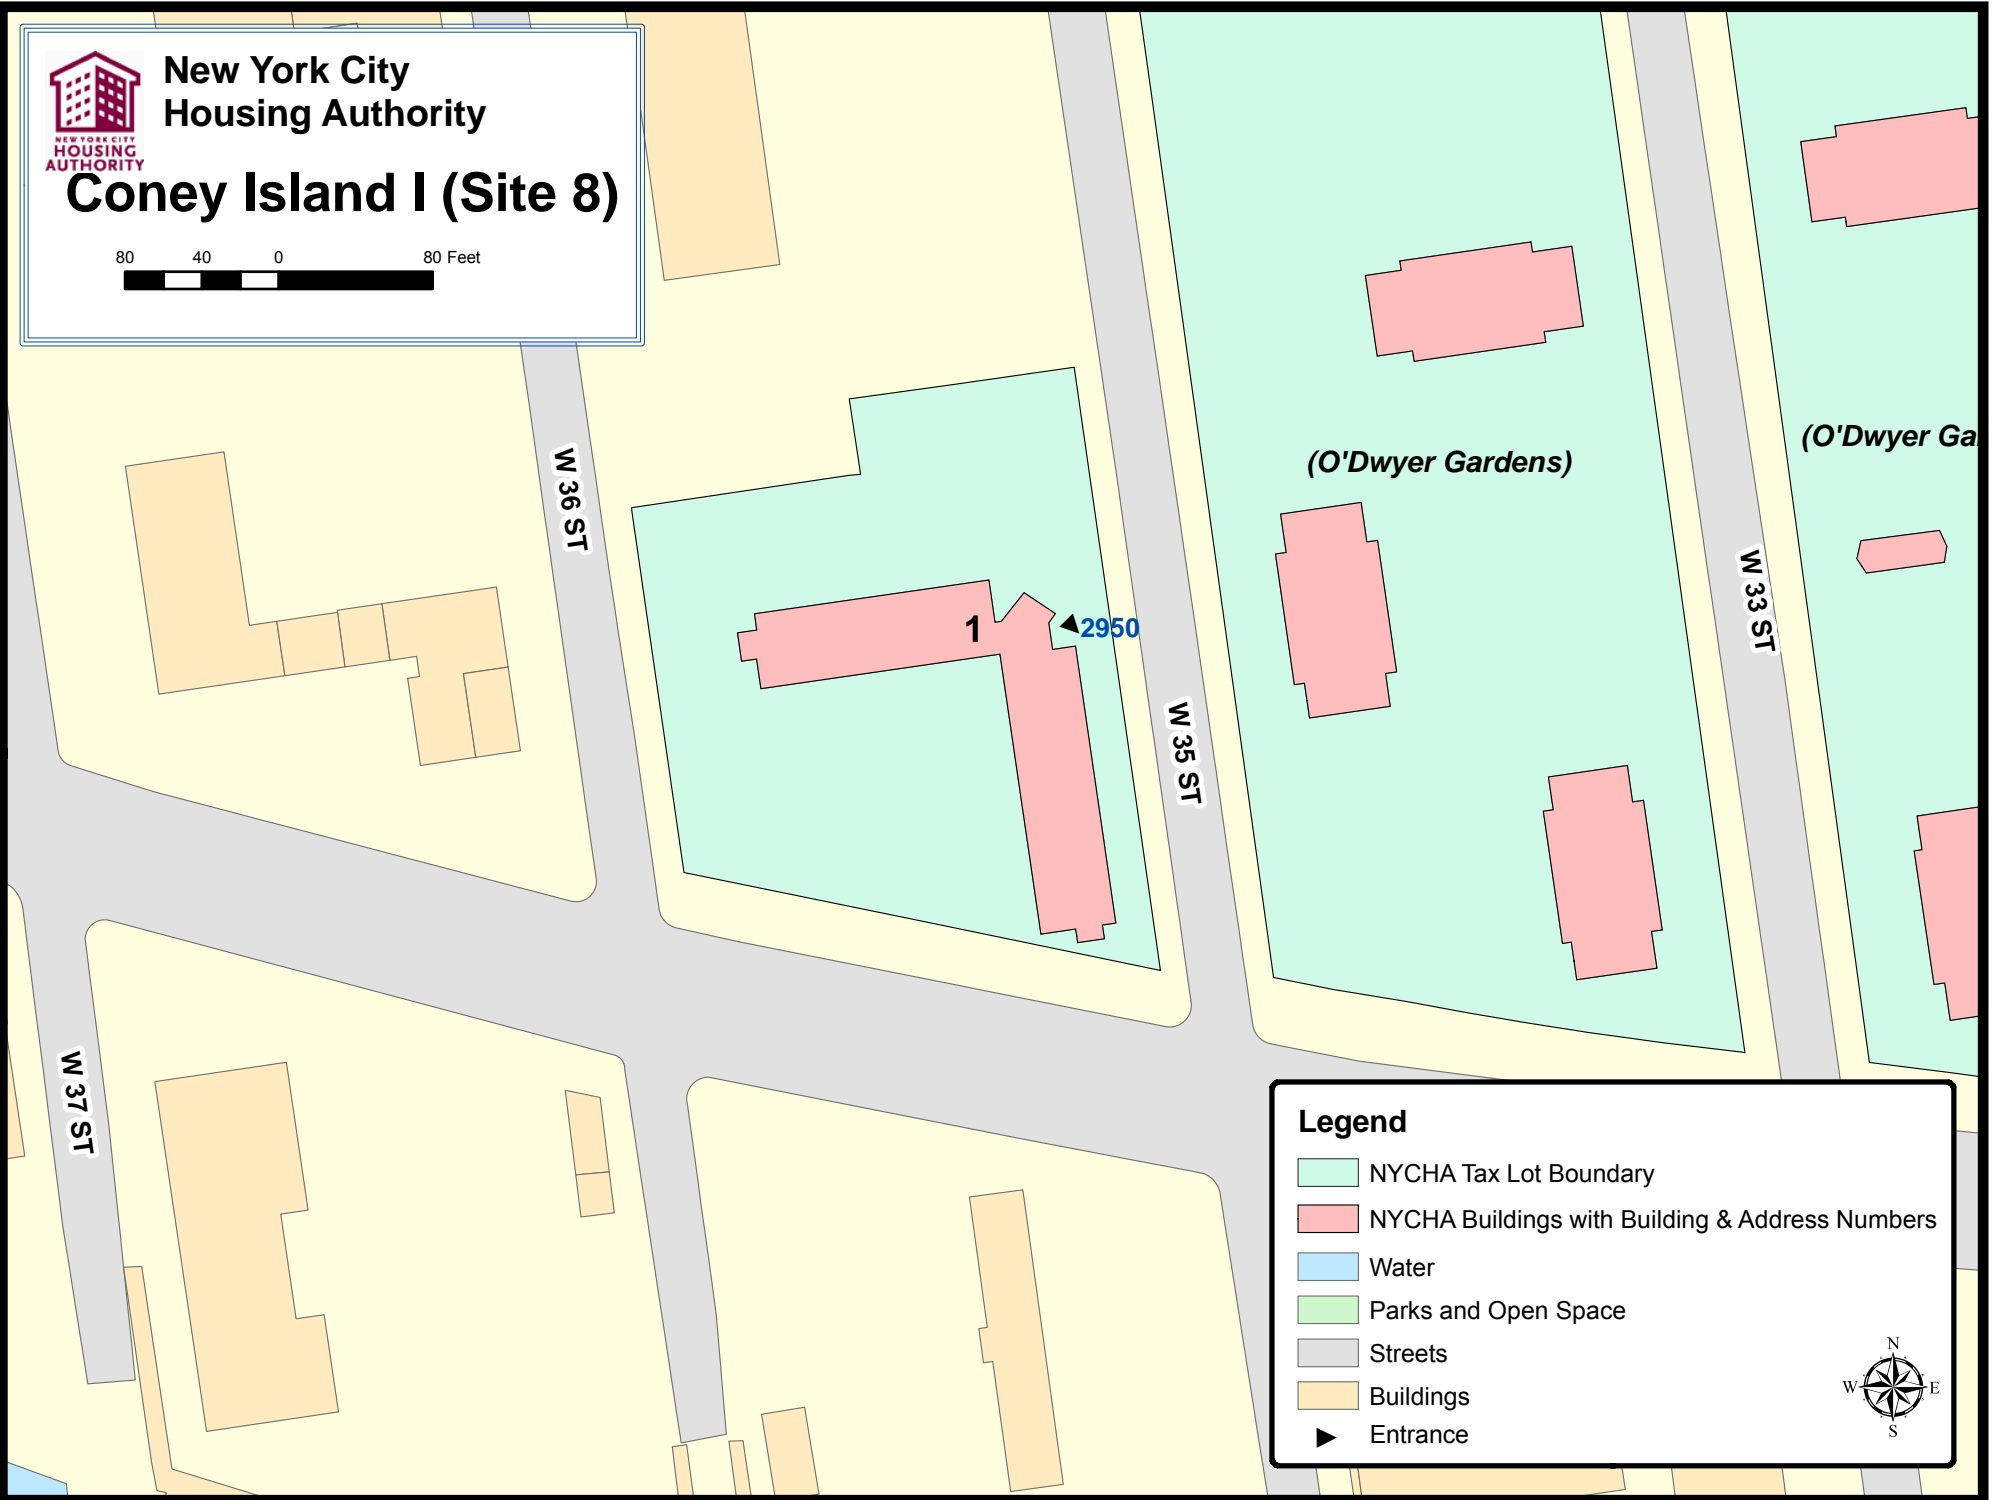 New York City
Housing Authority
NEW YORK CITY
HOUSING
AUTHORITY
Coney Island I (Site 8)
80 40 0 80 Feet
W 36 ST
(O'Dwyer Gardens)
(O'Dwyer Ga
W 33 ST
1
2950
W 35 ST
W 37 ST
Legend
NYCHA Tax Lot Boundary
NYCHA Buildings with Building & Address Numbers
Water
Parks and Open Space
Streets
Buildings
Entrance
N
W E
S